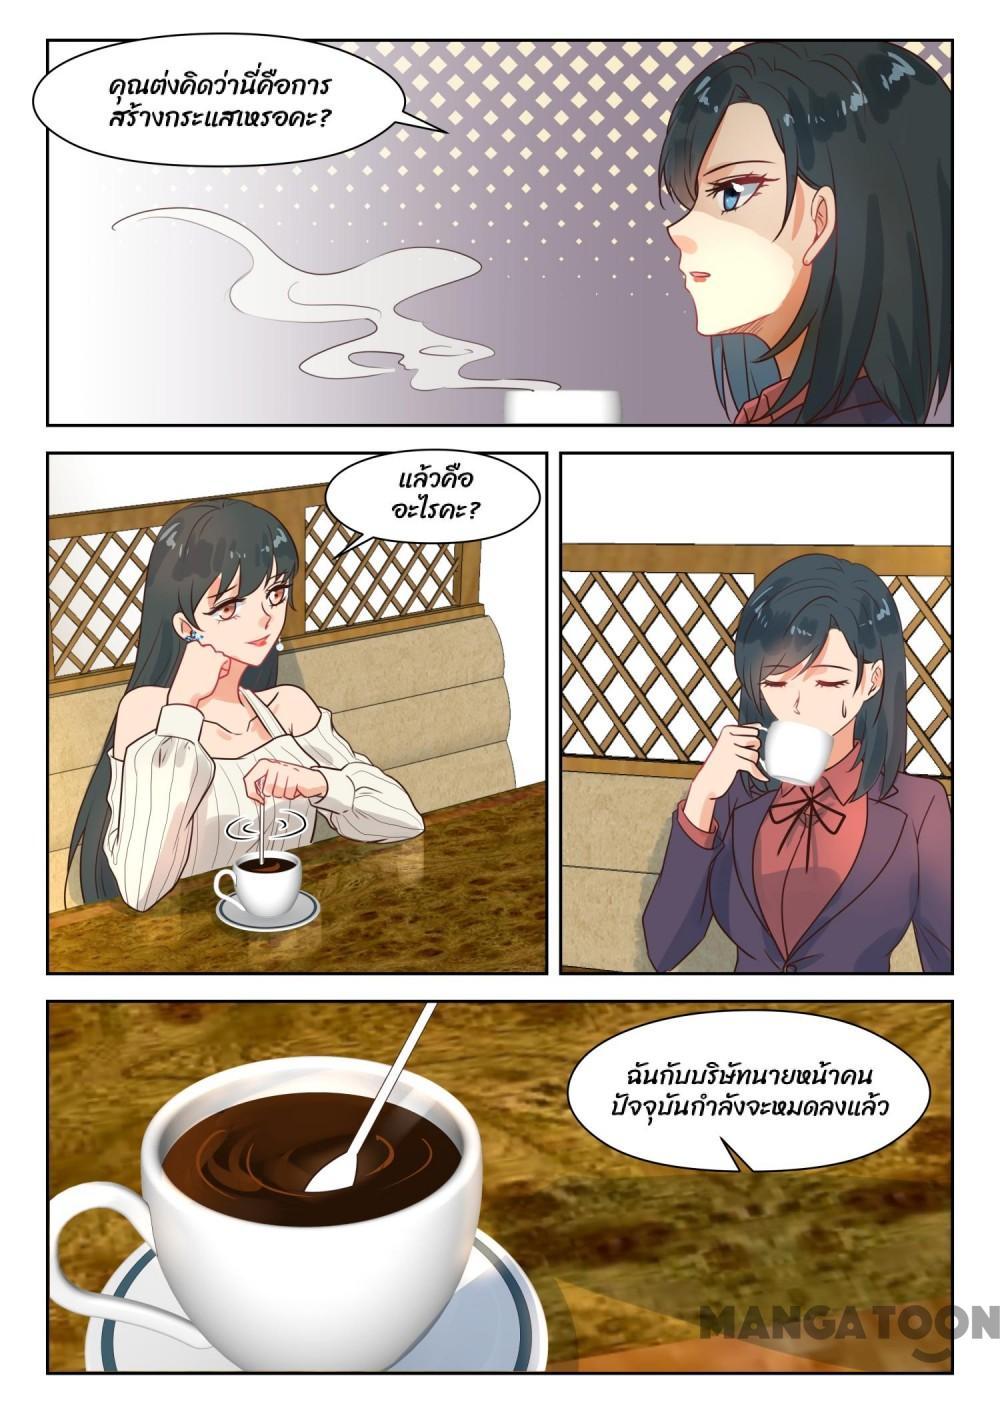 คุณต่งคิดว่านี่คือการ
สร้างกระแสเหรอคะ?
แล้วคือ
อะไรคะ?
ฉันกับบริษัทนายหน้าคน
ปัจจุบันกำลังจะหมดลงแล้ว
MANGATOON